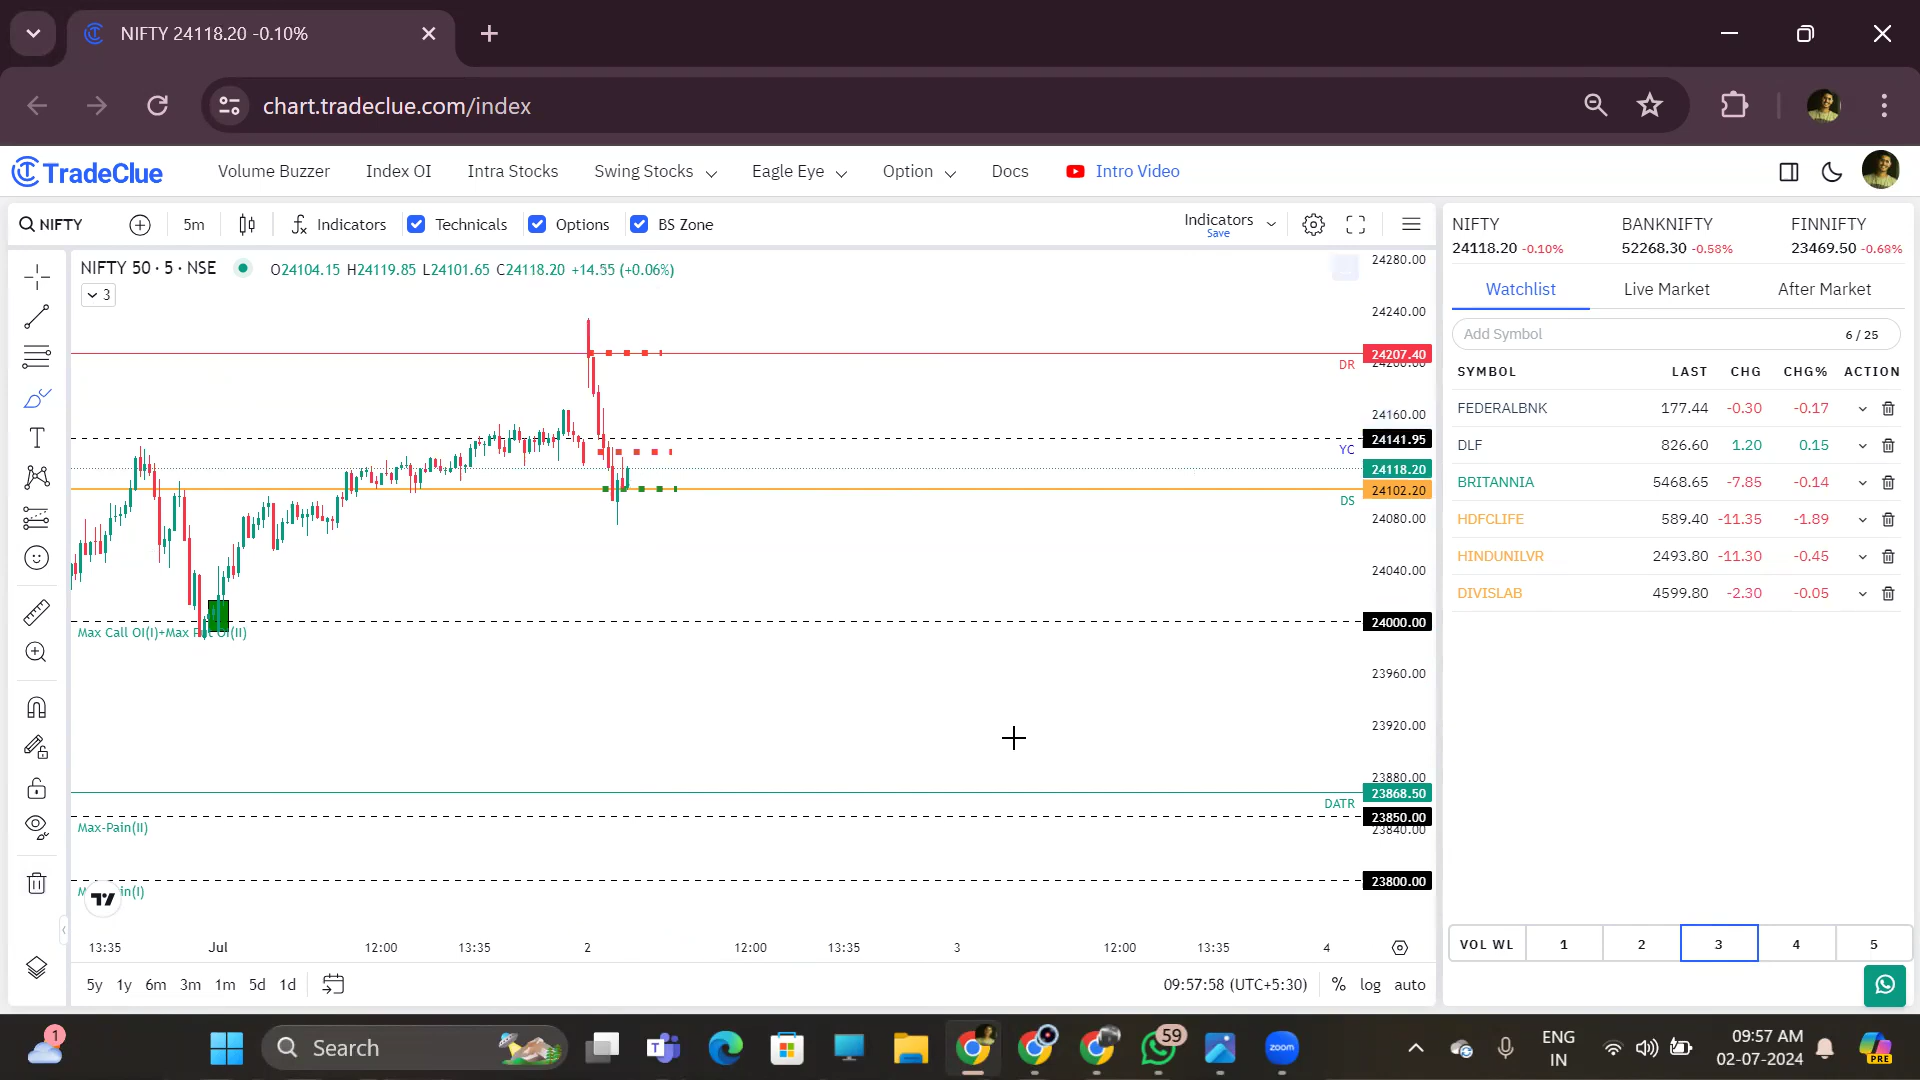 NIFTY 24118.20 -0.10%
chart.tradeclue.com/index
TradeClue
Volume Buzzer
Index OI
Intra Stocks
Swing Stocks
Eagle Eye
Option
Docs
Intro Video
NIFTY
5m
Indicators
Technicals
Options
BS Zone
Indicators
Save
NIFTY 50 · 5 · NSE
O24104.15 H24119.85 L24101.65 C24118.20 +14.55 (+0.06%)
3
24280.00
24240.00
24207.40
DR
24200.00
24160.00
24141.95
YC
24118.20
24102.20
DS
24080.00
24040.00
24000.00
Max Call OI(I)+Max Put OI(II)
23960.00
23920.00
23880.00
23868.50
DATR
23850.00
Max-Pain(II)
23840.00
23800.00
13:35
Jul
12:00
13:35
2
12:00
13:35
3
12:00
13:35
4
5y 1y 6m 3m 1m 5d 1d
09:57:58 (UTC+5:30)
% log auto
NIFTY
24118.20 -0.10%
BANKNIFTY
52268.30 -0.58%
FINNIFTY
23469.50 -0.68%
Watchlist
Live Market
After Market
Add Symbol
6 / 25
SYMBOL LAST CHG CHG% ACTION
FEDERALBNK 177.44 -0.30 -0.17
DLF 826.60 1.20 0.15
BRITANNIA 5468.65 -7.85 -0.14
HDFCLIFE 589.40 -11.35 -1.89
HINDUNILVR 2493.80 -11.30 -0.45
DIVISLAB 4599.80 -2.30 -0.05
VOL WL 1 2 3 4 5
1
Search
59
zoom
ENG
IN
09:57 AM
02-07-2024
PRE